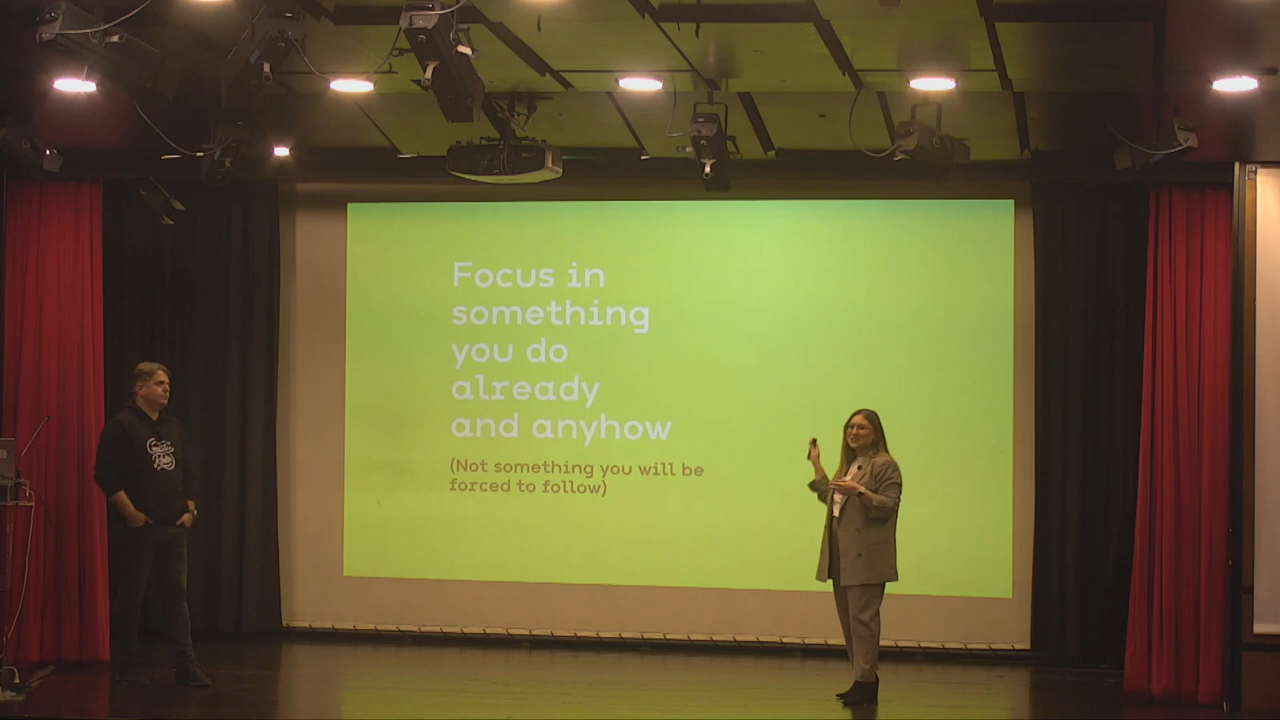 Focus in
something
you do
already
and anyhow
(Not something you will be
forced to follow)